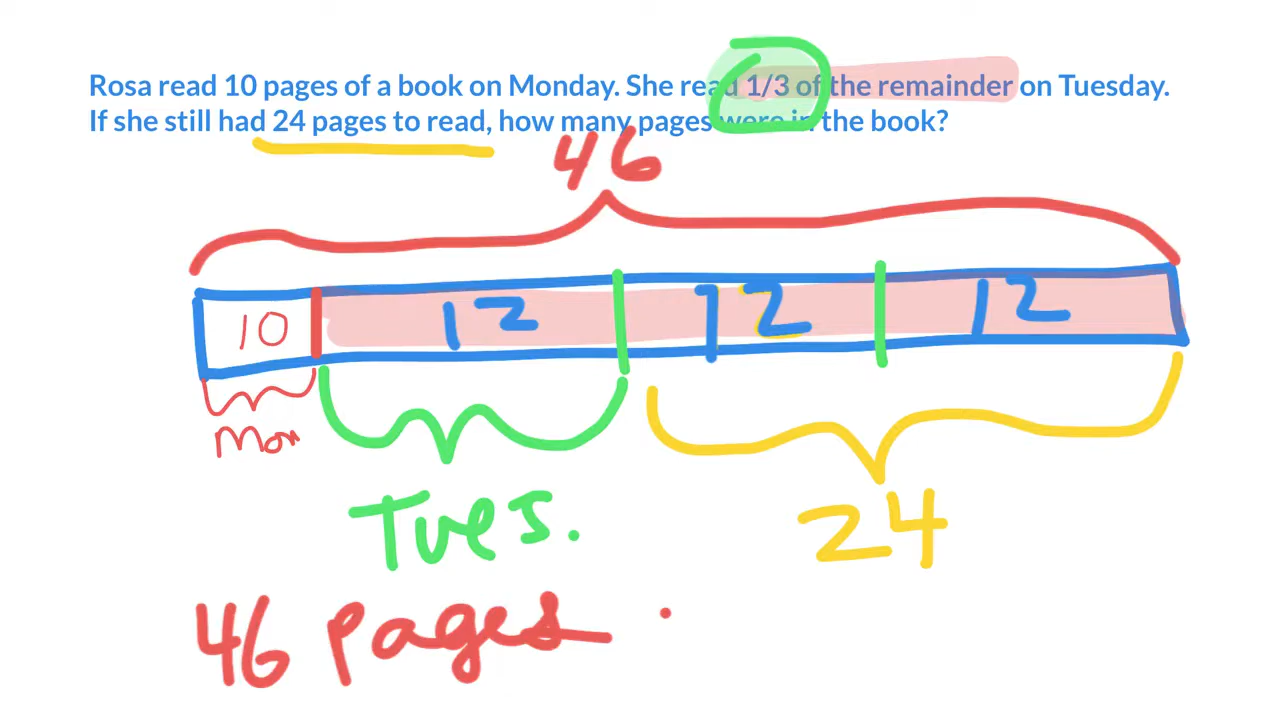 Rosa read 10 pages of a book on Monday. She read 1/3 of the remainder on Tuesday.
If she still had 24 pages to read, how many pages were in the book?
46
10 12 12 12
Mon
Tues.
24
46 pages.